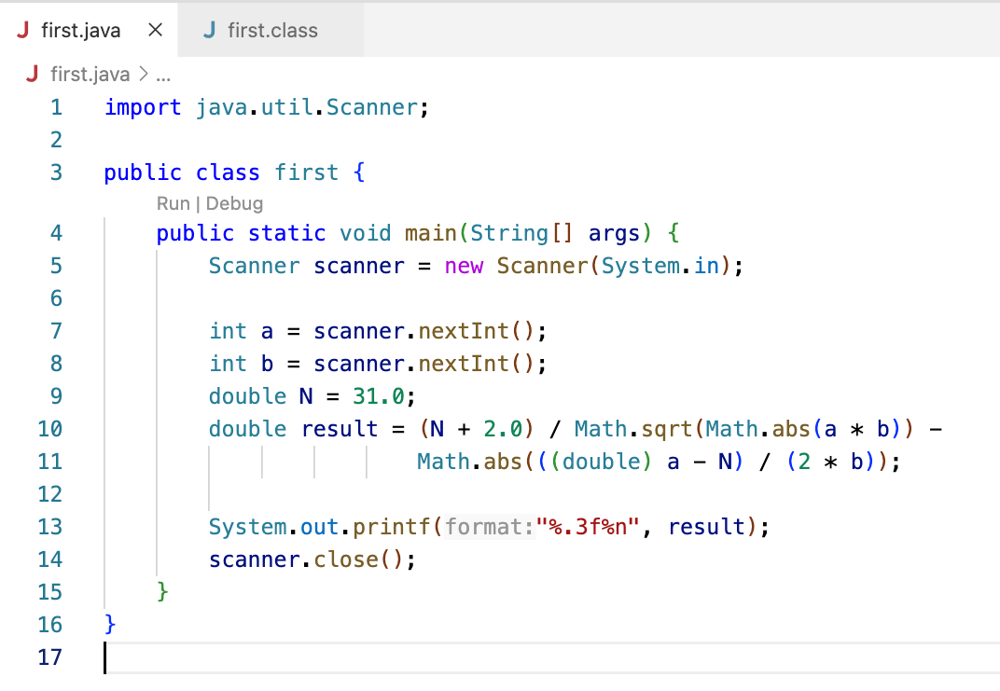 J first.java × J first.class
J first.java > ...
1 import java.util.Scanner;
2
3 public class first {
Run | Debug
4 public static void main(String[] args) {
5 Scanner scanner = new Scanner(System.in);
6
7 int a = scanner.nextInt();
8 int b = scanner.nextInt();
9 double N = 31.0;
10 double result = (N + 2.0) / Math.sqrt(Math.abs(a * b)) -
11 Math.abs(((double) a - N) / (2 * b));
12
13 System.out.printf(format:"%.3f%n", result);
14 scanner.close();
15 }
16 }
17